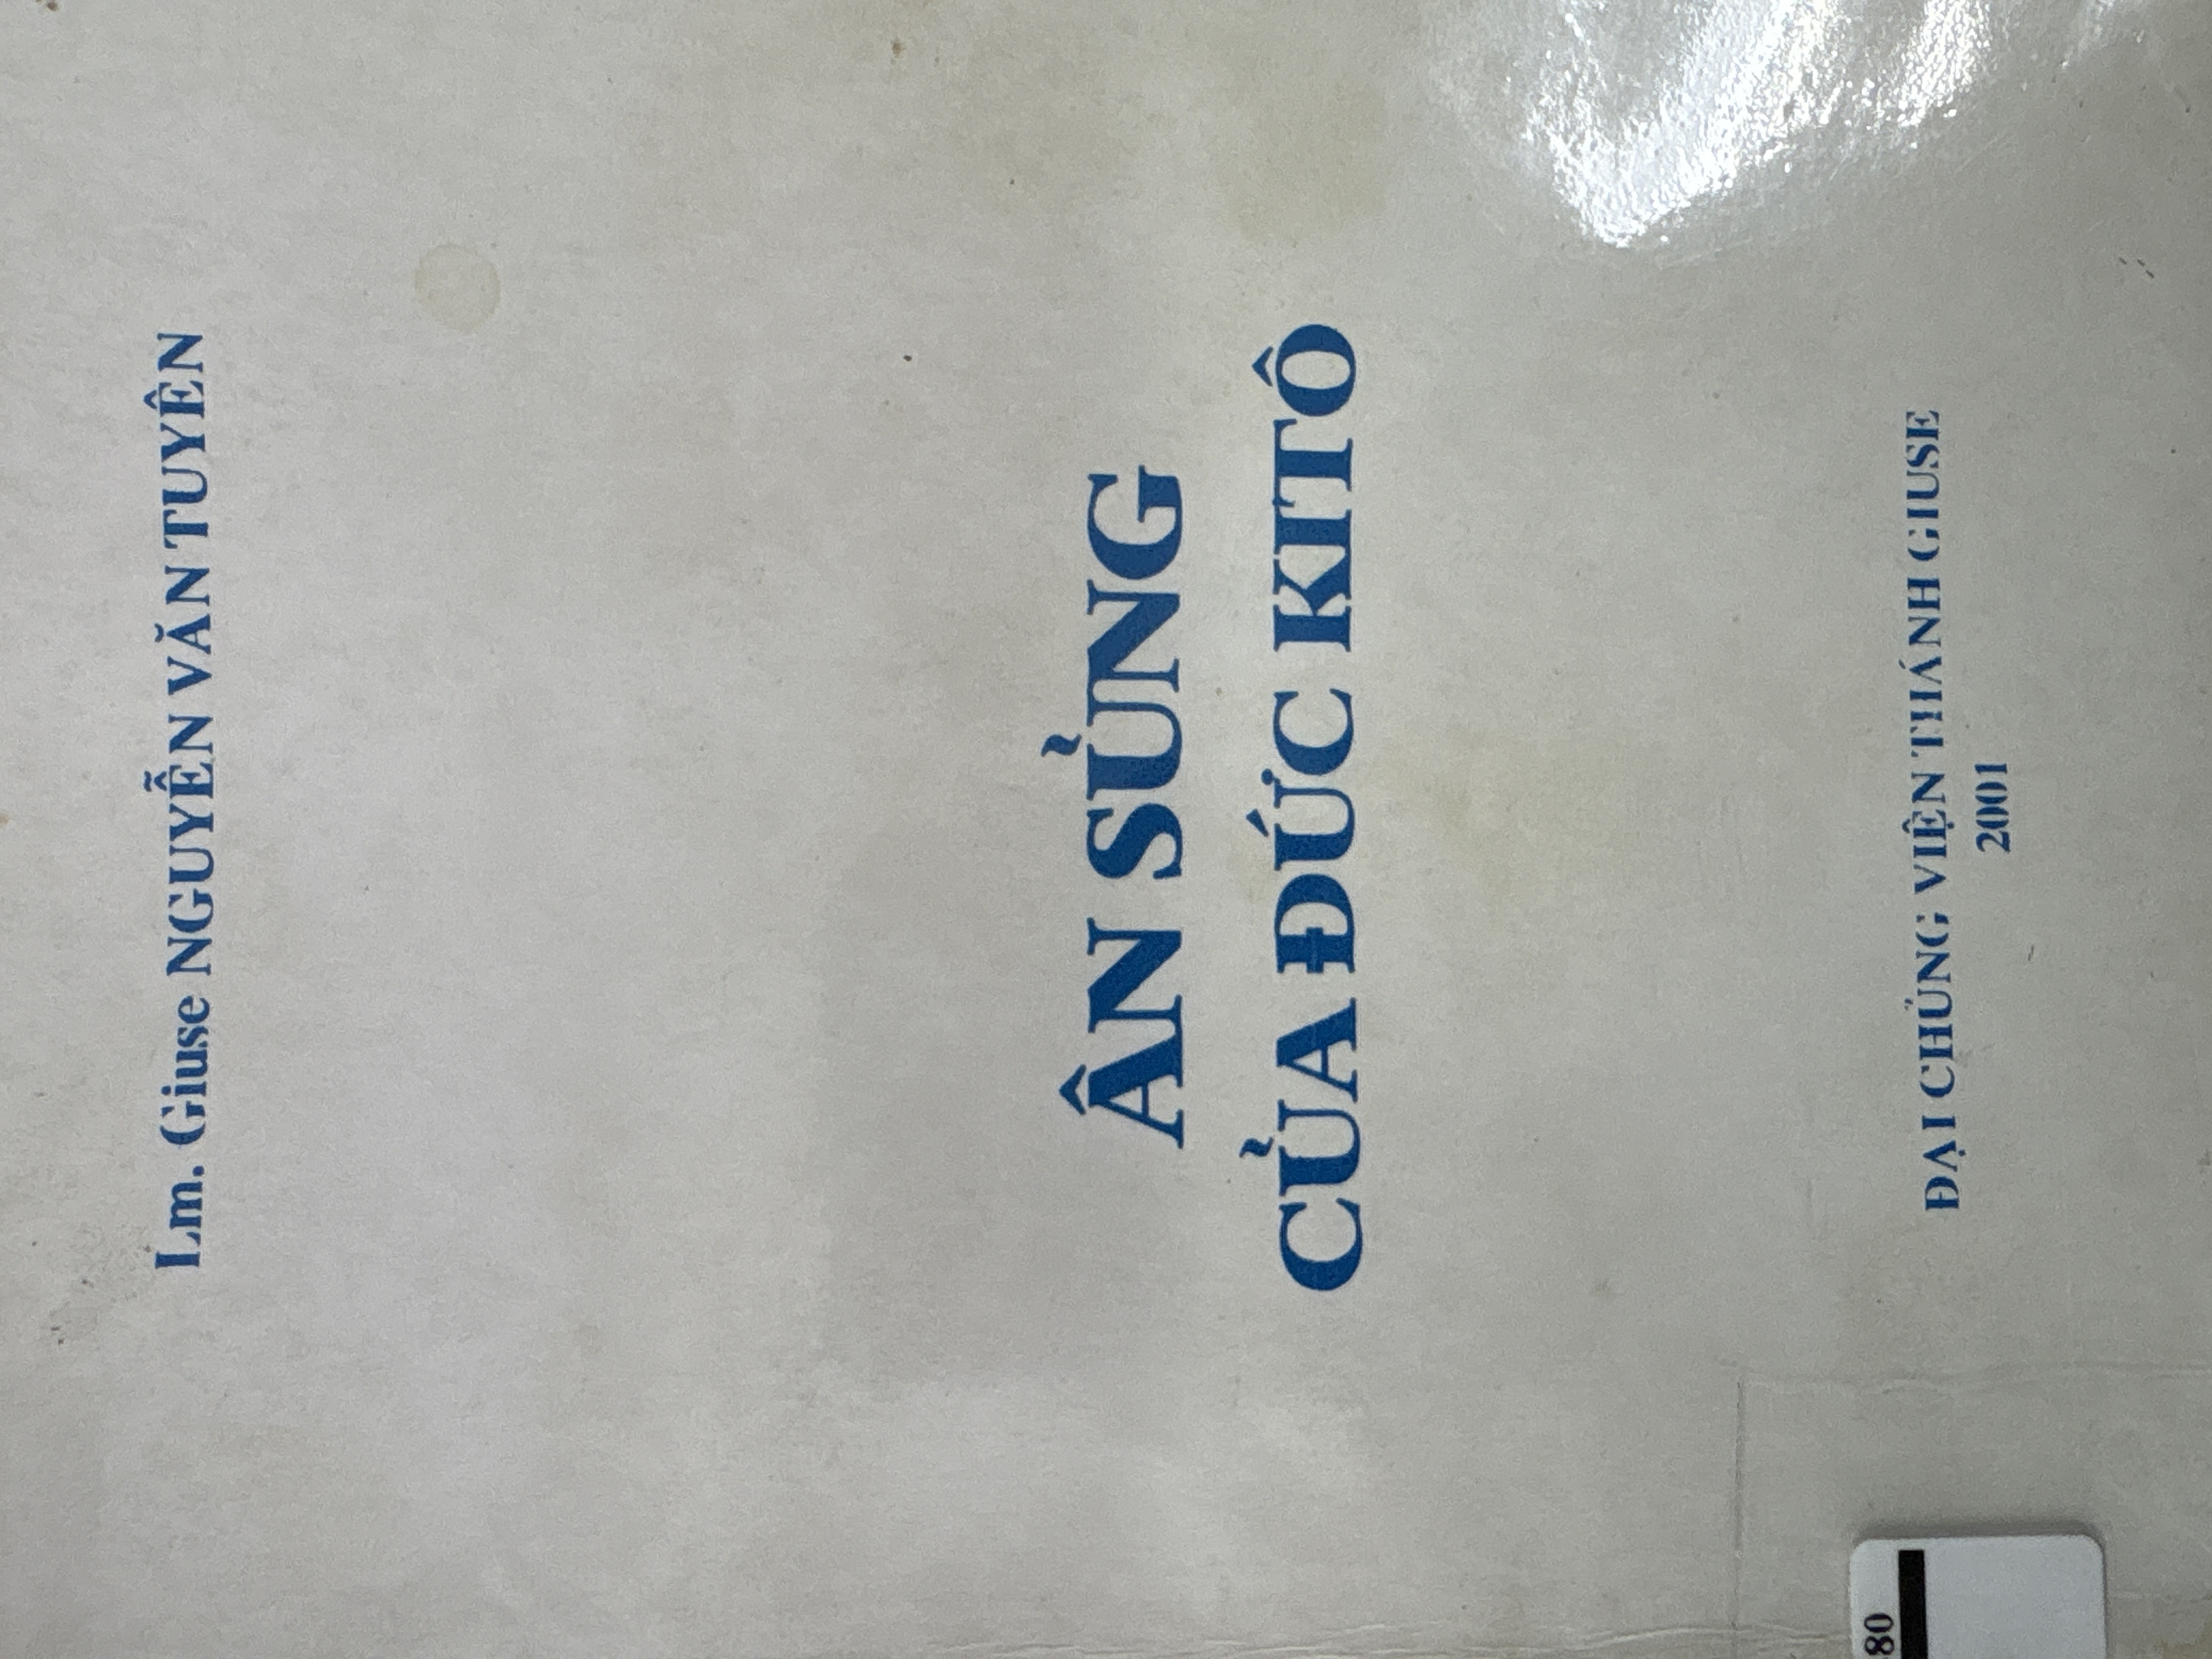 Lm. Giuse NGUYỄN VĂN TUYÊN
ÂN SỦNG
CỦA ĐỨC KITÔ
ĐẠI CHỦNG VIỆN THÁNH GIUSE
2001
80